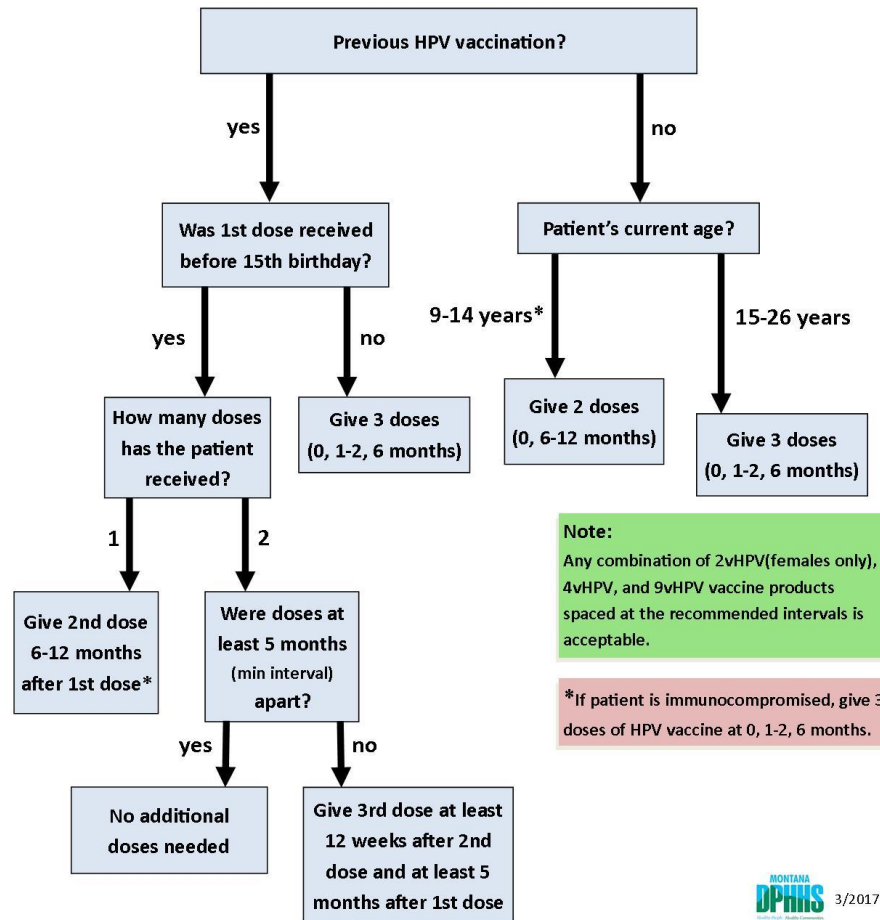 Previous HPV vaccination?
yes
no
Was 1st dose received
before 15th birthday?
Patient's current age?
yes
no
9-14 years*
15-26 years
How many doses
has the patient
received?
Give 3 doses
(0, 1-2, 6 months)
Give 2 doses
(0, 6-12 months)
Give 3 doses
(0, 1-2, 6 months)
1
2
Note:
Any combination of 2vHPV(females only),
4vHPV, and 9vHPV vaccine products
spaced at the recommended intervals is
acceptable.
Give 2nd dose
6-12 months
after 1st dose*
Were doses at
least 5 months
(min interval)
apart?
*If patient is immunocompromised, give 3
doses of HPV vaccine at 0, 1-2, 6 months.
yes
no
No additional
doses needed
Give 3rd dose at least
12 weeks after 2nd
dose and at least 5
months after 1st dose
MONTANA
DPHHS
3/2017